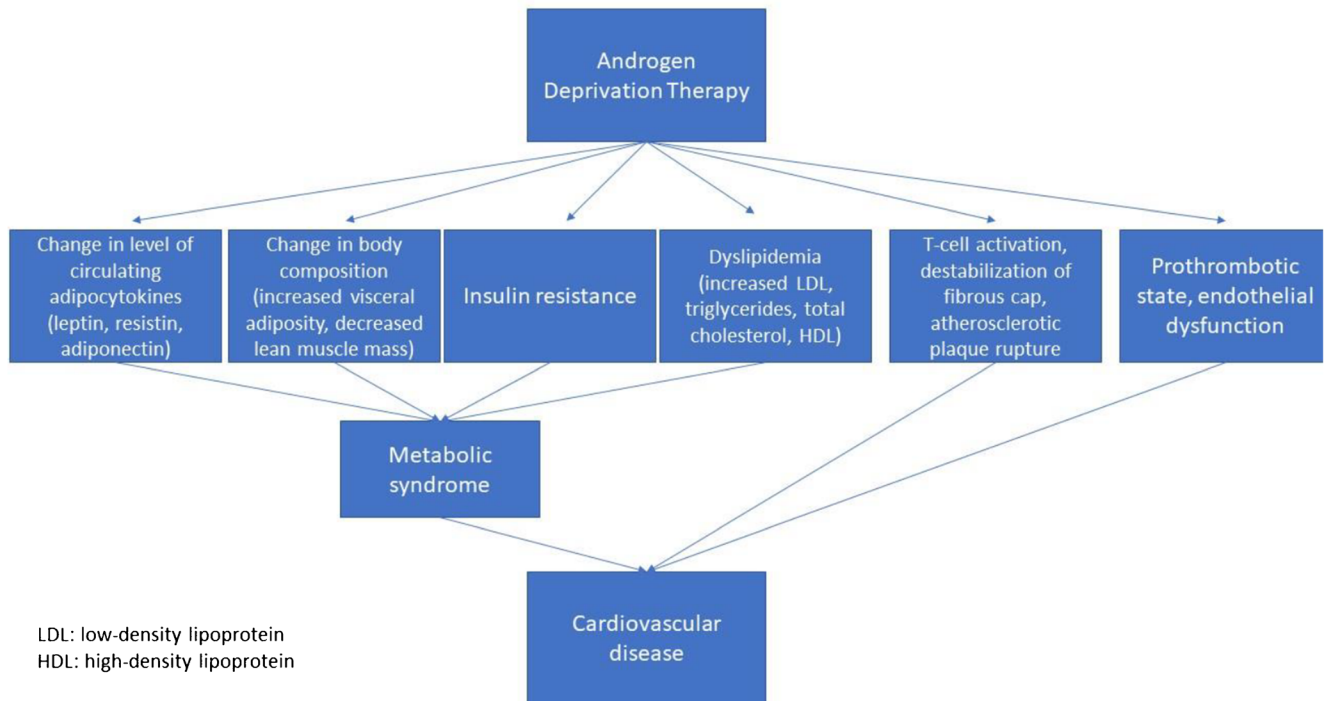 Androgen
Deprivation Therapy
Change in level of
circulating
adipocytokines
(leptin, resistin,
adiponectin)
Change in body
composition
(increased visceral
adiposity, decreased
lean muscle mass)
Insulin resistance
Dyslipidemia
(increased LDL,
triglycerides, total
cholesterol, HDL)
T-cell activation,
destabilization of
fibrous cap,
atherosclerotic
plaque rupture
Prothrombotic
state, endothelial
dysfunction
Metabolic
syndrome
Cardiovascular
disease
LDL: low-density lipoprotein
HDL: high-density lipoprotein